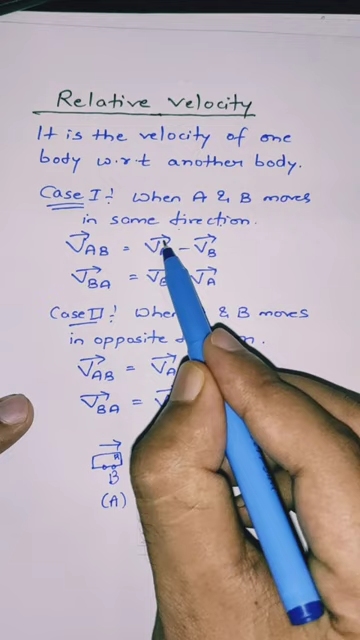 Relative Velocity
It is the velocity of one
body w.r.t another body.
Case I : When A & B moves
in same direction.
V⃗AB = V⃗ - V⃗B
V⃗BA = V⃗B V⃗A
Case II : When & B moves
in opposite
V⃗AB = V⃗A
V⃗BA = V⃗
A
B
(A)